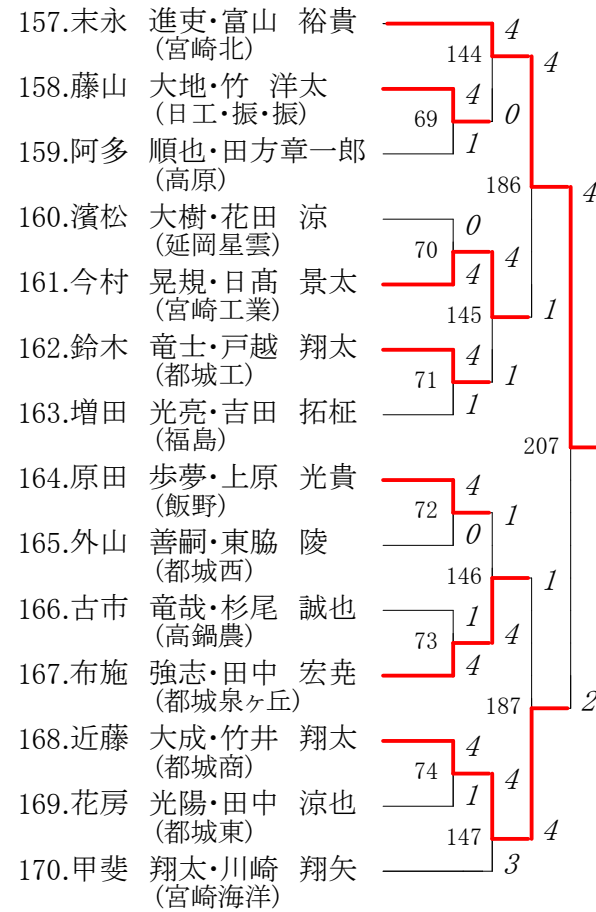 157.末永 進吏・富山 裕貴
(宮崎北)
158.藤山 大地・竹 洋太
(日工・振・振)
159.阿多 順也・田方章一郎
(高原)
160.濱松 大樹・花田 涼
(延岡星雲)
161.今村 晃規・日髙 景太
(宮崎工業)
162.鈴木 竜士・戸越 翔太
(都城工)
163.増田 光亮・吉田 拓柾
(福島)
164.原田 歩夢・上原 光貴
(飯野)
165.外山 善嗣・東脇 陵
(都城西)
166.古市 竜哉・杉尾 誠也
(高鍋農)
167.布施 強志・田中 宏尭
(都城泉ヶ丘)
168.近藤 大成・竹井 翔太
(都城商)
169.花房 光陽・田中 涼也
(都城東)
170.甲斐 翔太・川崎 翔矢
(宮崎海洋)
4
144
4
4
69
0
1
186
4
0
70
4
4
145
1
4
71
1
1
207
4
72
1
0
146
1
1
73
4
4
187
2
4
74
4
1
147
4
3